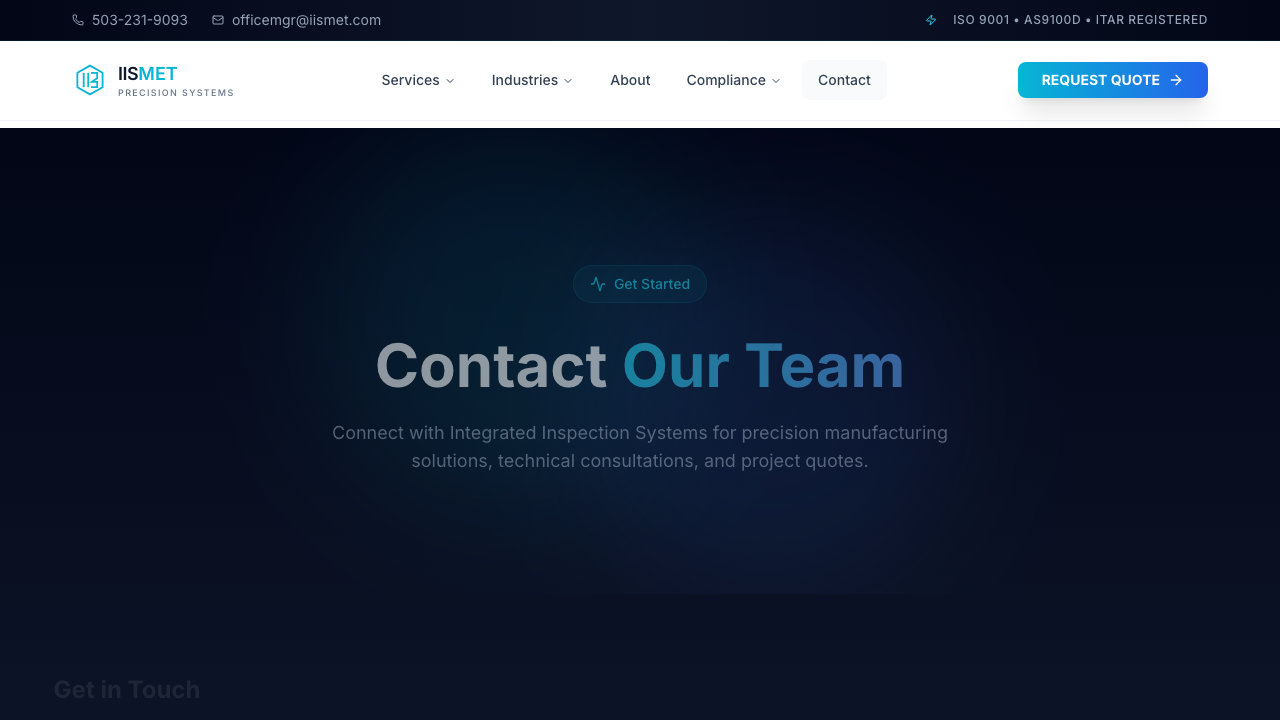 503-231-9093
officemgr@iismet.com
ISO 9001 • AS9100D • ITAR REGISTERED
IISMET
PRECISION SYSTEMS
Services
Industries
About
Compliance
Contact
REQUEST QUOTE
Get Started
Contact Our Team
Connect with Integrated Inspection Systems for precision manufacturing
solutions, technical consultations, and project quotes.
Get in Touch